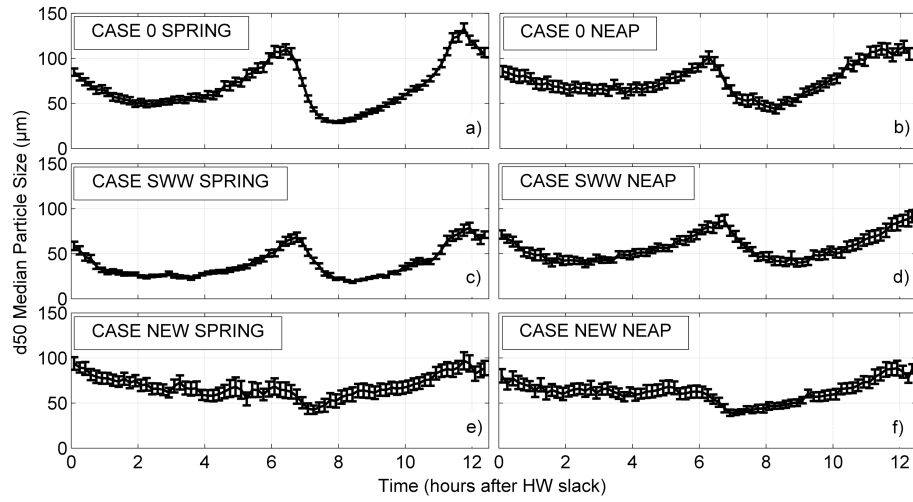 150
100
50
0
CASE 0 SPRING
a)
CASE 0 NEAP
b)
150
100
50
0
CASE SWW SPRING
c)
CASE SWW NEAP
d)
150
100
50
0
CASE NEW SPRING
e)
CASE NEW NEAP
f)
d50 Median Particle Size (µm)
0 2 4 6 8 10 12
0 2 4 6 8 10 12
Time (hours after HW slack)